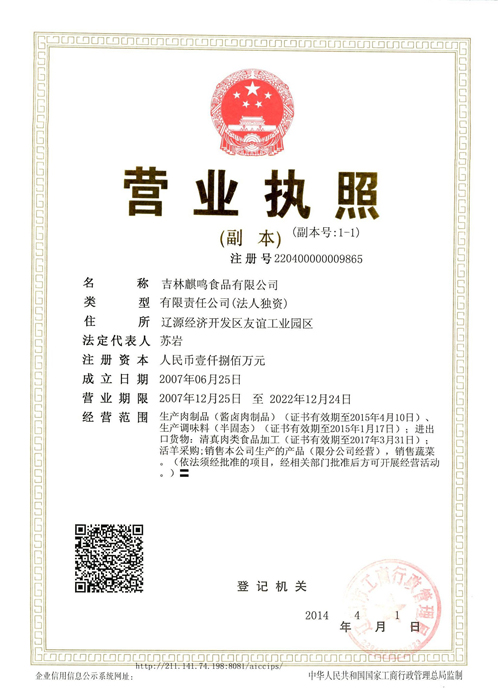 营业执照
(副 本) (副本号:1-1)
注 册 号 220400000009865
名 称 吉林麒鸣食品有限公司
类 型 有限责任公司(法人独资)
住 所 辽源经济开发区友谊工业园区
法定代表人 苏岩
注 册 资 本 人民币壹仟捌佰万元
成 立 日 期 2007年06月25日
营 业 期 限 2007年12月25日 至 2022年12月24日
经 营 范 围 生产肉制品（酱卤肉制品）（证书有效期至2015年4月10日）、
生产调味料（半固态）（证书有效期至2015年1月17日）；进出
口货物；清真肉类食品加工（证书有效期至2017年3月31日）；
活羊采购;销售本公司生产的产品（限分公司经营），销售蔬菜
。（依法须经批准的项目，经相关部门批准后方可开展经营活动
。）
登 记 机 关
工商行政管理局
2014 年 4 月 1 日
http://211.141.74.198:8081/aiccips/
企业信用信息公示系统网址： 中华人民共和国国家工商行政管理总局监制